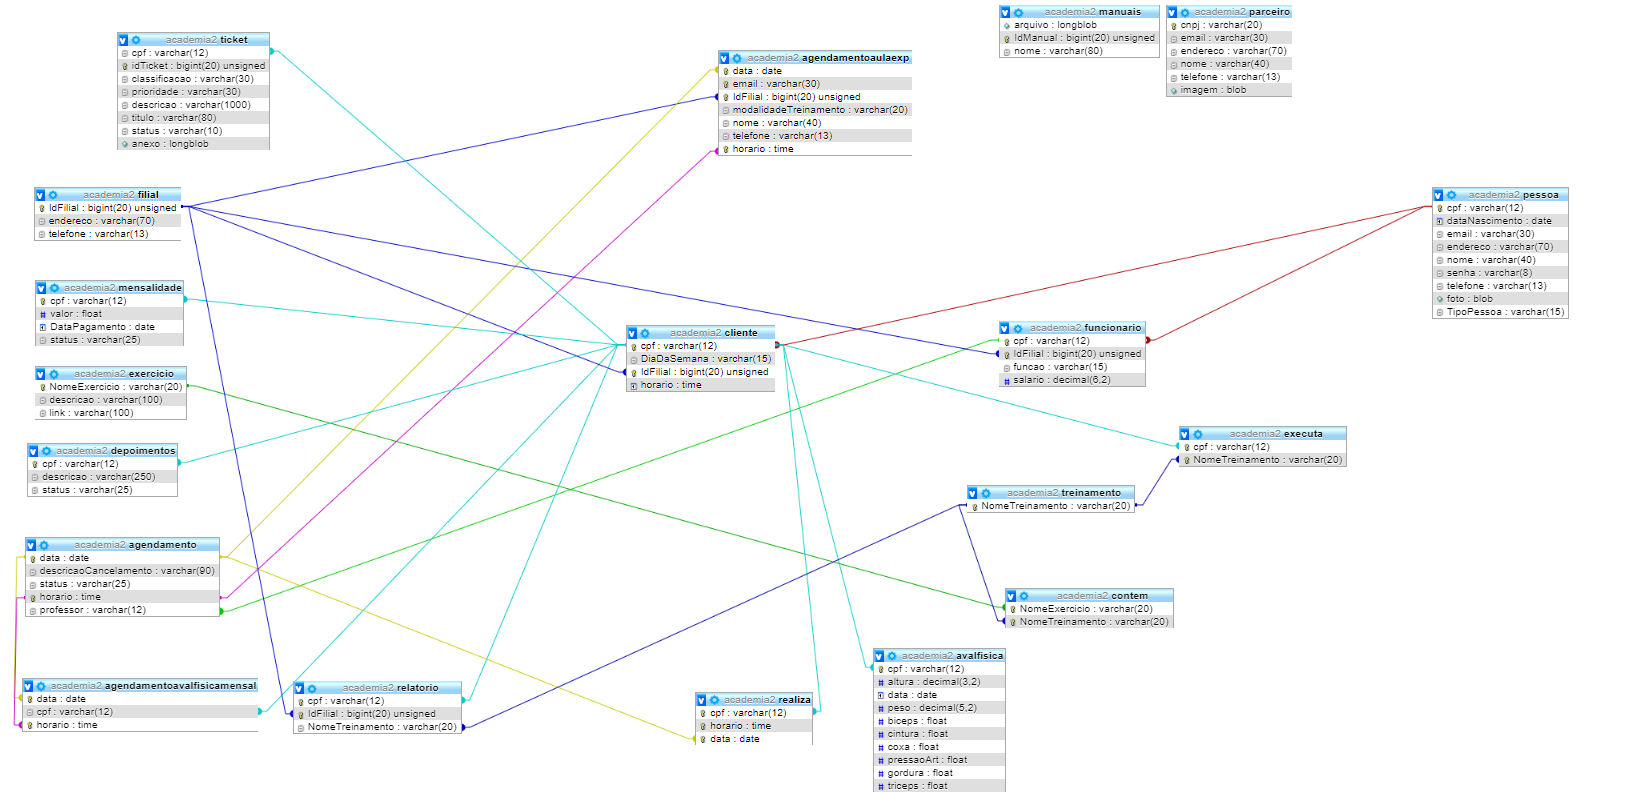 academia2 ticket
cpf : varchar(12)
idTicket : bigint(20) unsigned
classificacao : varchar(30)
prioridade : varchar(30)
descricao : varchar(1000)
titulo : varchar(80)
status : varchar(10)
anexo : longblob
academia2 agendamentoaulaexp
data : date
email : varchar(30)
IdFilial : bigint(20) unsigned
modalidadeTreinamento : varchar(20)
nome : varchar(40)
telefone : varchar(13)
horario : time
academia2 manuais
arquivo : longblob
IdManual : bigint(20) unsigned
nome : varchar(80)
academia2 parceiro
cnpj : varchar(20)
email : varchar(30)
endereco : varchar(70)
nome : varchar(40)
telefone : varchar(13)
imagem : blob
academia2 filial
IdFilial : bigint(20) unsigned
endereco : varchar(70)
telefone : varchar(13)
academia2 pessoa
cpf : varchar(12)
dataNascimento : date
email : varchar(30)
endereco : varchar(70)
nome : varchar(40)
senha : varchar(8)
telefone : varchar(13)
foto : blob
TipoPessoa : varchar(15)
academia2 mensalidade
cpf : varchar(12)
valor : float
DataPagamento : date
status : varchar(25)
academia2 cliente
cpf : varchar(12)
DiaDaSemana : varchar(15)
IdFilial : bigint(20) unsigned
horario : time
academia2 funcionario
cpf : varchar(12)
IdFilial : bigint(20) unsigned
funcao : varchar(15)
salario : decimal(6,2)
academia2 exercicio
NomeExercicio : varchar(20)
descricao : varchar(100)
link : varchar(100)
academia2 depoimentos
cpf : varchar(12)
descricao : varchar(250)
status : varchar(25)
academia2 executa
cpf : varchar(12)
NomeTreinamento : varchar(20)
academia2 treinamento
NomeTreinamento : varchar(20)
academia2 agendamento
data : date
descricaoCancelamento : varchar(90)
status : varchar(25)
horario : time
professor : varchar(12)
academia2 contem
NomeExercicio : varchar(20)
NomeTreinamento : varchar(20)
academia2 agendamentoavalfisicamensal
data : date
cpf : varchar(12)
horario : time
academia2 relatorio
cpf : varchar(12)
IdFilial : bigint(20) unsigned
NomeTreinamento : varchar(20)
academia2 realiza
cpf : varchar(12)
horario : time
data : date
academia2 avalfisica
cpf : varchar(12)
altura : decimal(3,2)
data : date
peso : decimal(5,2)
biceps : float
cintura : float
coxa : float
pressaoArt : float
gordura : float
triceps : float